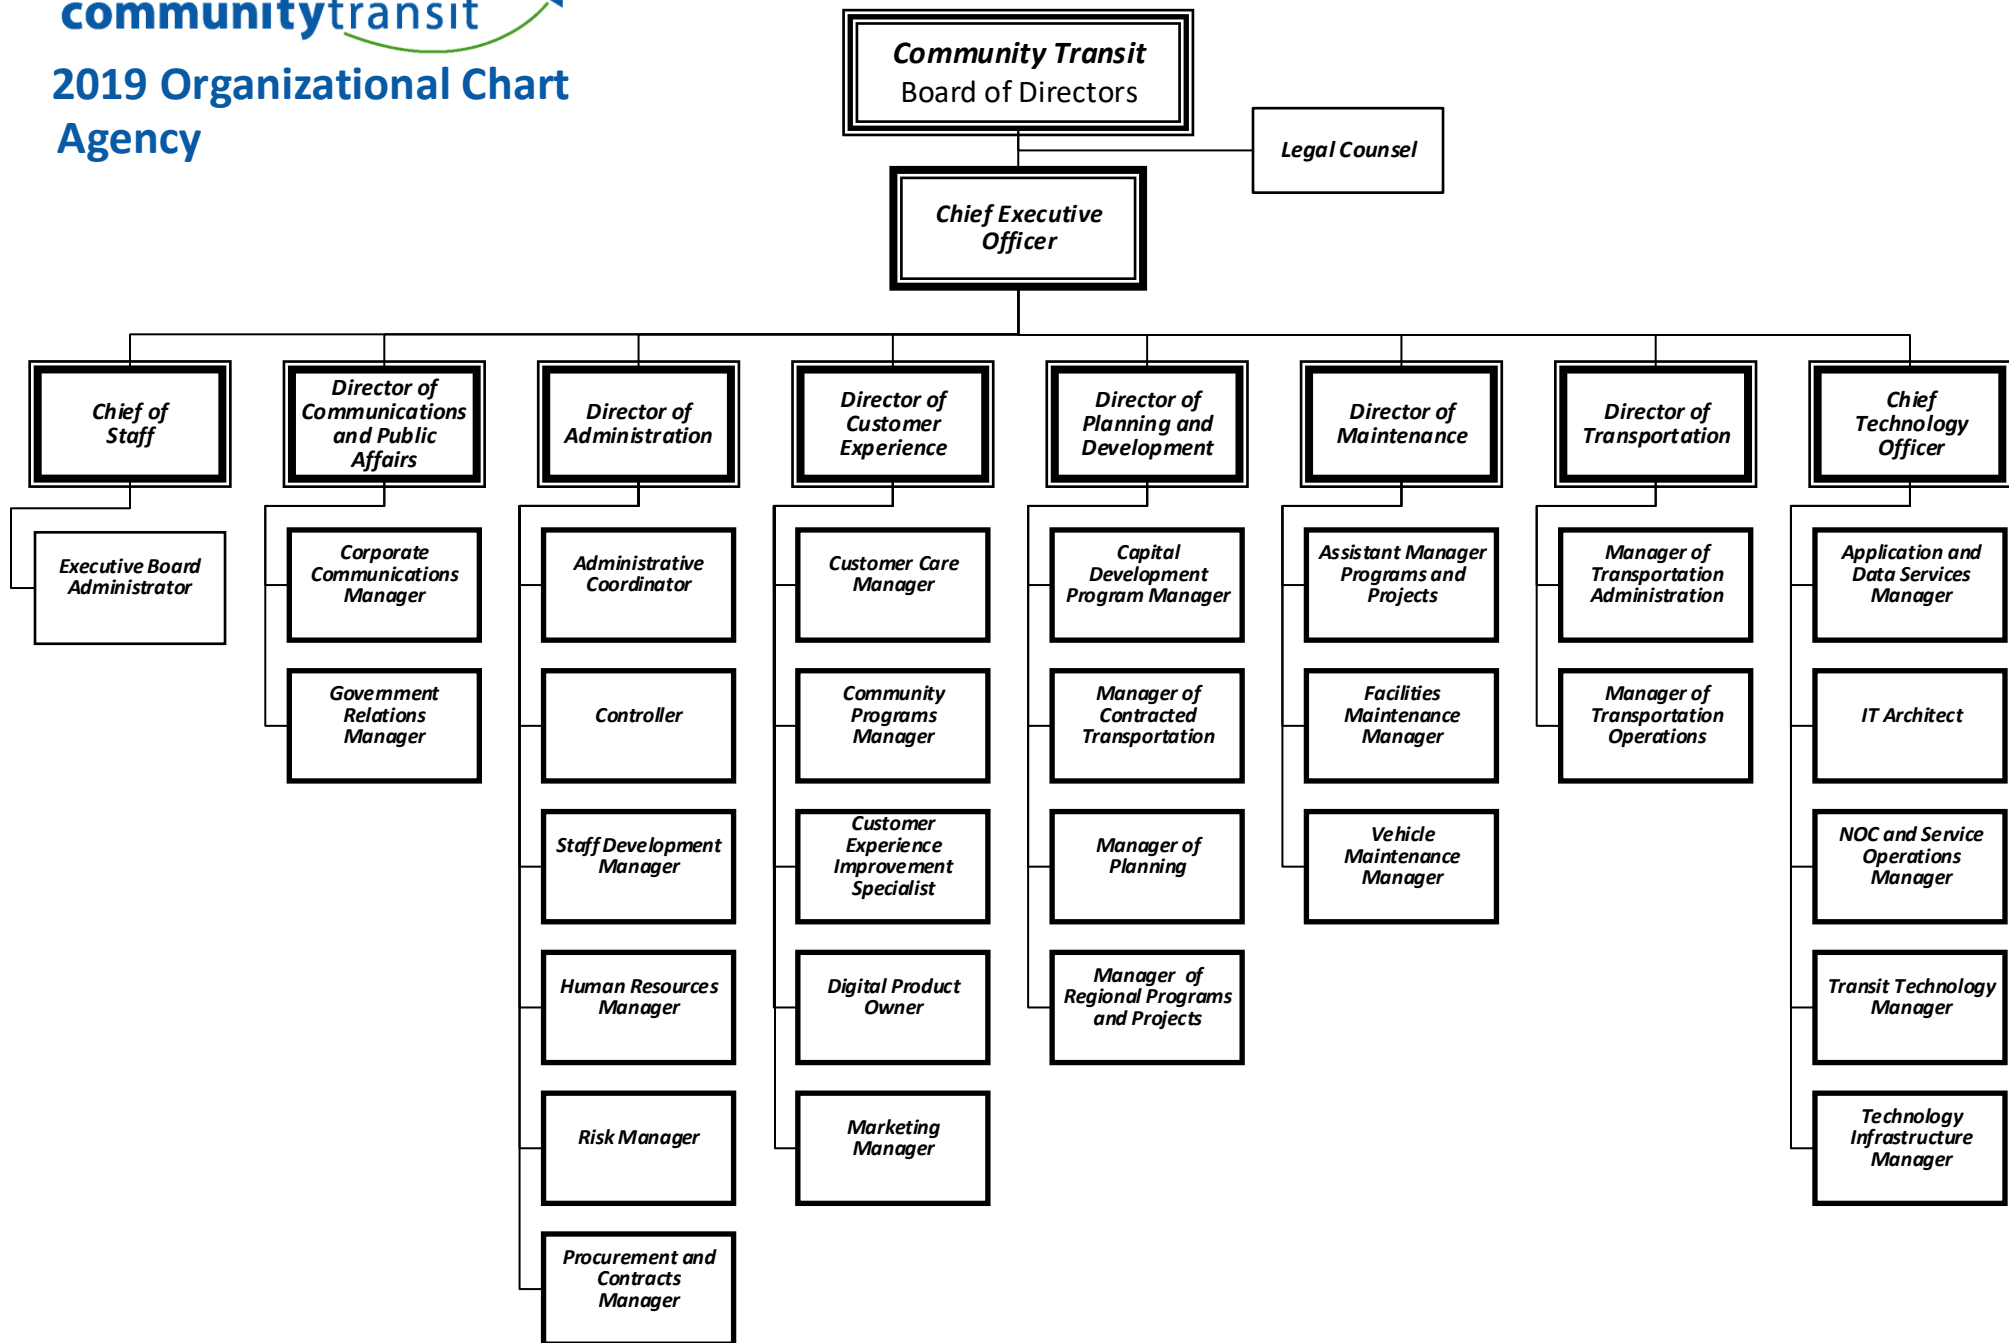 communitytransit
2019 Organizational Chart
Agency
Community Transit
Board of Directors
Legal Counsel
Chief Executive
Officer
Chief of
Staff
Director of
Communications
and Public
Affairs
Director of
Administration
Director of
Customer
Experience
Director of
Planning and
Development
Director of
Maintenance
Director of
Transportation
Chief
Technology
Officer
Executive Board
Administrator
Corporate
Communications
Manager
Government
Relations
Manager
Administrative
Coordinator
Controller
Staff Development
Manager
Human Resources
Manager
Risk Manager
Procurement and
Contracts
Manager
Customer Care
Manager
Community
Programs
Manager
Customer
Experience
Improvement
Specialist
Digital Product
Owner
Marketing
Manager
Capital
Development
Program Manager
Manager of
Contracted
Transportation
Manager of
Planning
Manager of
Regional Programs
and Projects
Assistant Manager
Programs and
Projects
Facilities
Maintenance
Manager
Vehicle
Maintenance
Manager
Manager of
Transportation
Administration
Manager of
Transportation
Operations
Application and
Data Services
Manager
IT Architect
NOC and Service
Operations
Manager
Transit Technology
Manager
Technology
Infrastructure
Manager